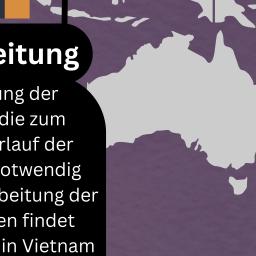 eitung
ung der
die zum
rlauf der
otwendig
beitung der
en findet
in Vietnam